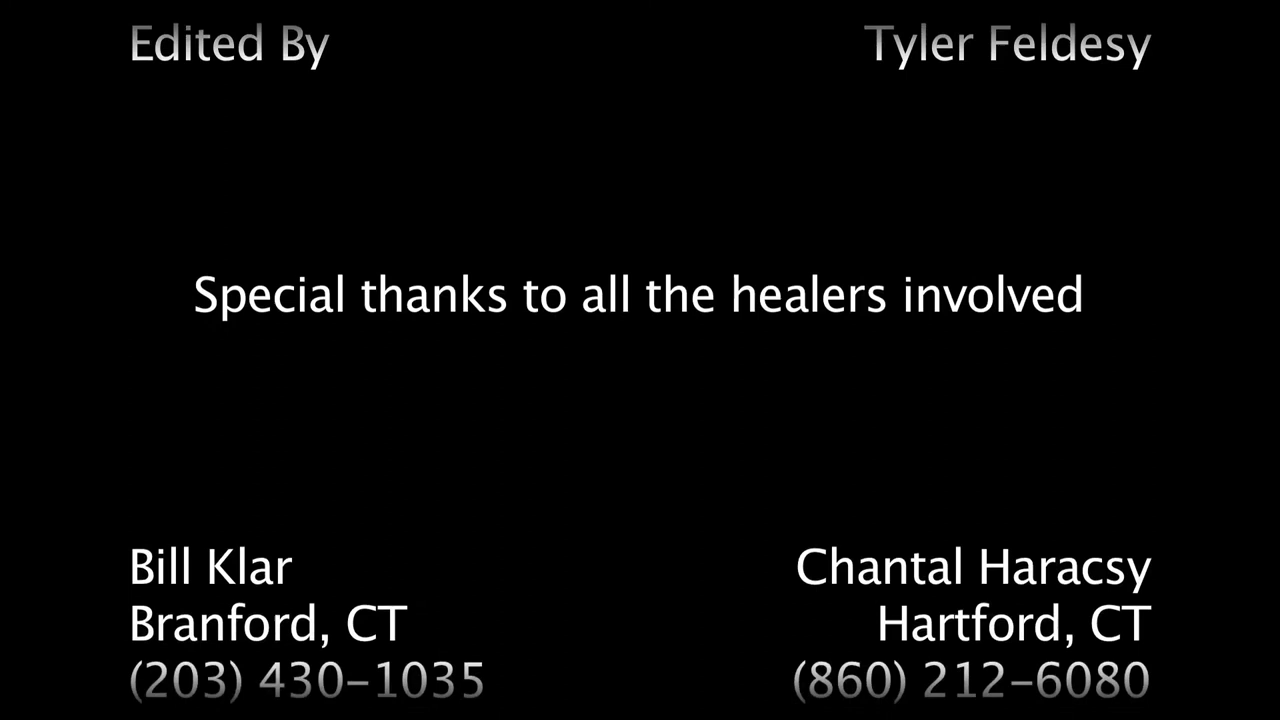 Edited By Tyler Feldesy
Special thanks to all the healers involved
Bill Klar
Branford, CT
(203) 430-1035
Chantal Haracsy
Hartford, CT
(860) 212-6080